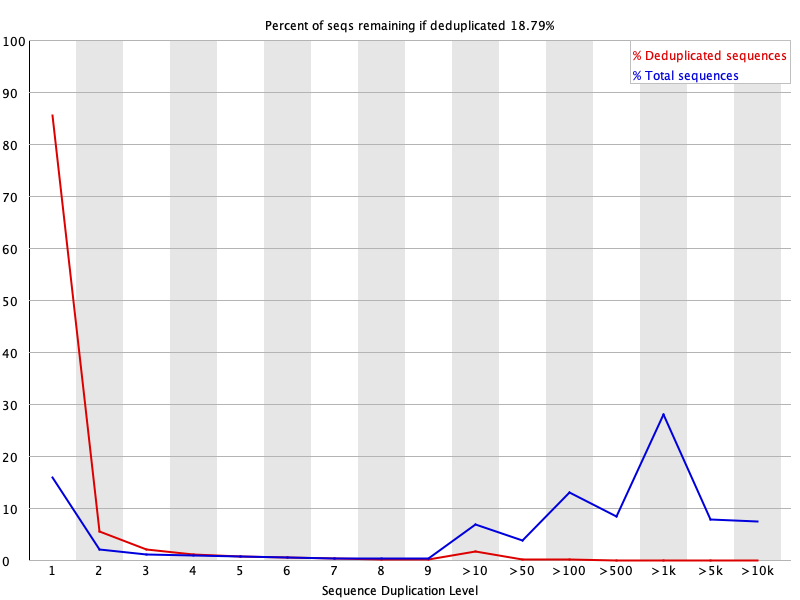 Percent of seqs remaining if deduplicated 18.79%
% Deduplicated sequences
% Total sequences
100
90
80
70
60
50
40
30
20
10
0
1 2 3 4 5 6 7 8 9 >10 >50 >100 >500 >1k >5k >10k
Sequence Duplication Level